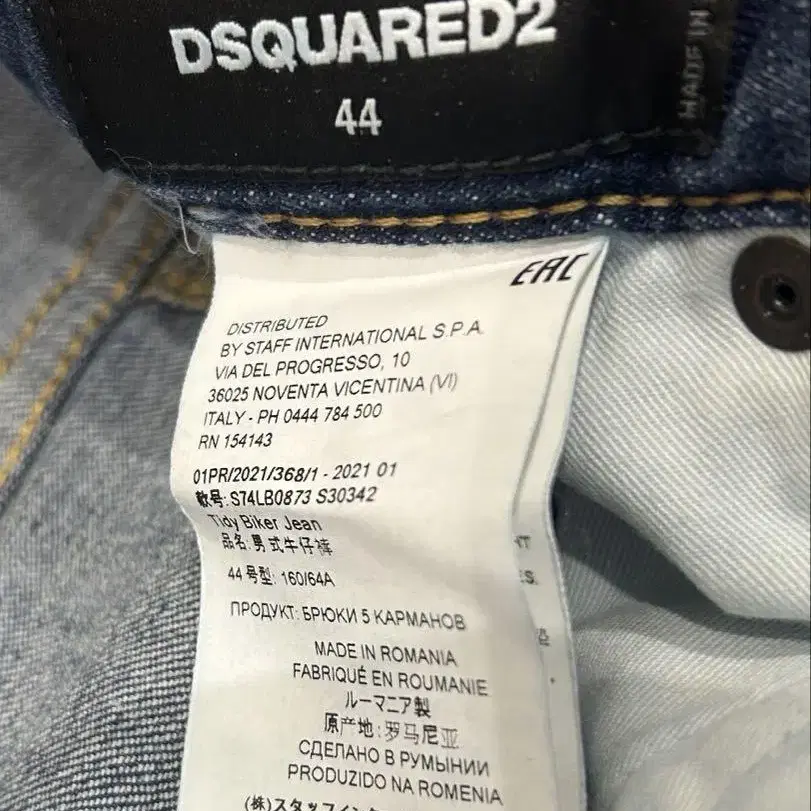 DSQUARED2
44
MADE IN
EAC
DISTRIBUTED
BY STAFF INTERNATIONAL S.P.A.
VIA DEL PROGRESSO, 10
36025 NOVENTA VICENTINA (VI)
ITALY - PH 0444 784 500
RN 154143
01PR/2021/368/1 - 2021 01
款号: S74LB0873 S30342
Tidy Biker Jean
品名: 男式牛仔裤
44 号型: 160/64A
ПРОДУКТ: БРЮКИ 5 КАРМАНОВ
MADE IN ROMANIA
FABRIQUÉ EN ROUMANIE
ルーマニア製
原产地: 罗马尼亚
СДЕЛАНО В РУМЫНИИ
PRODUZIDO NA ROMENIA